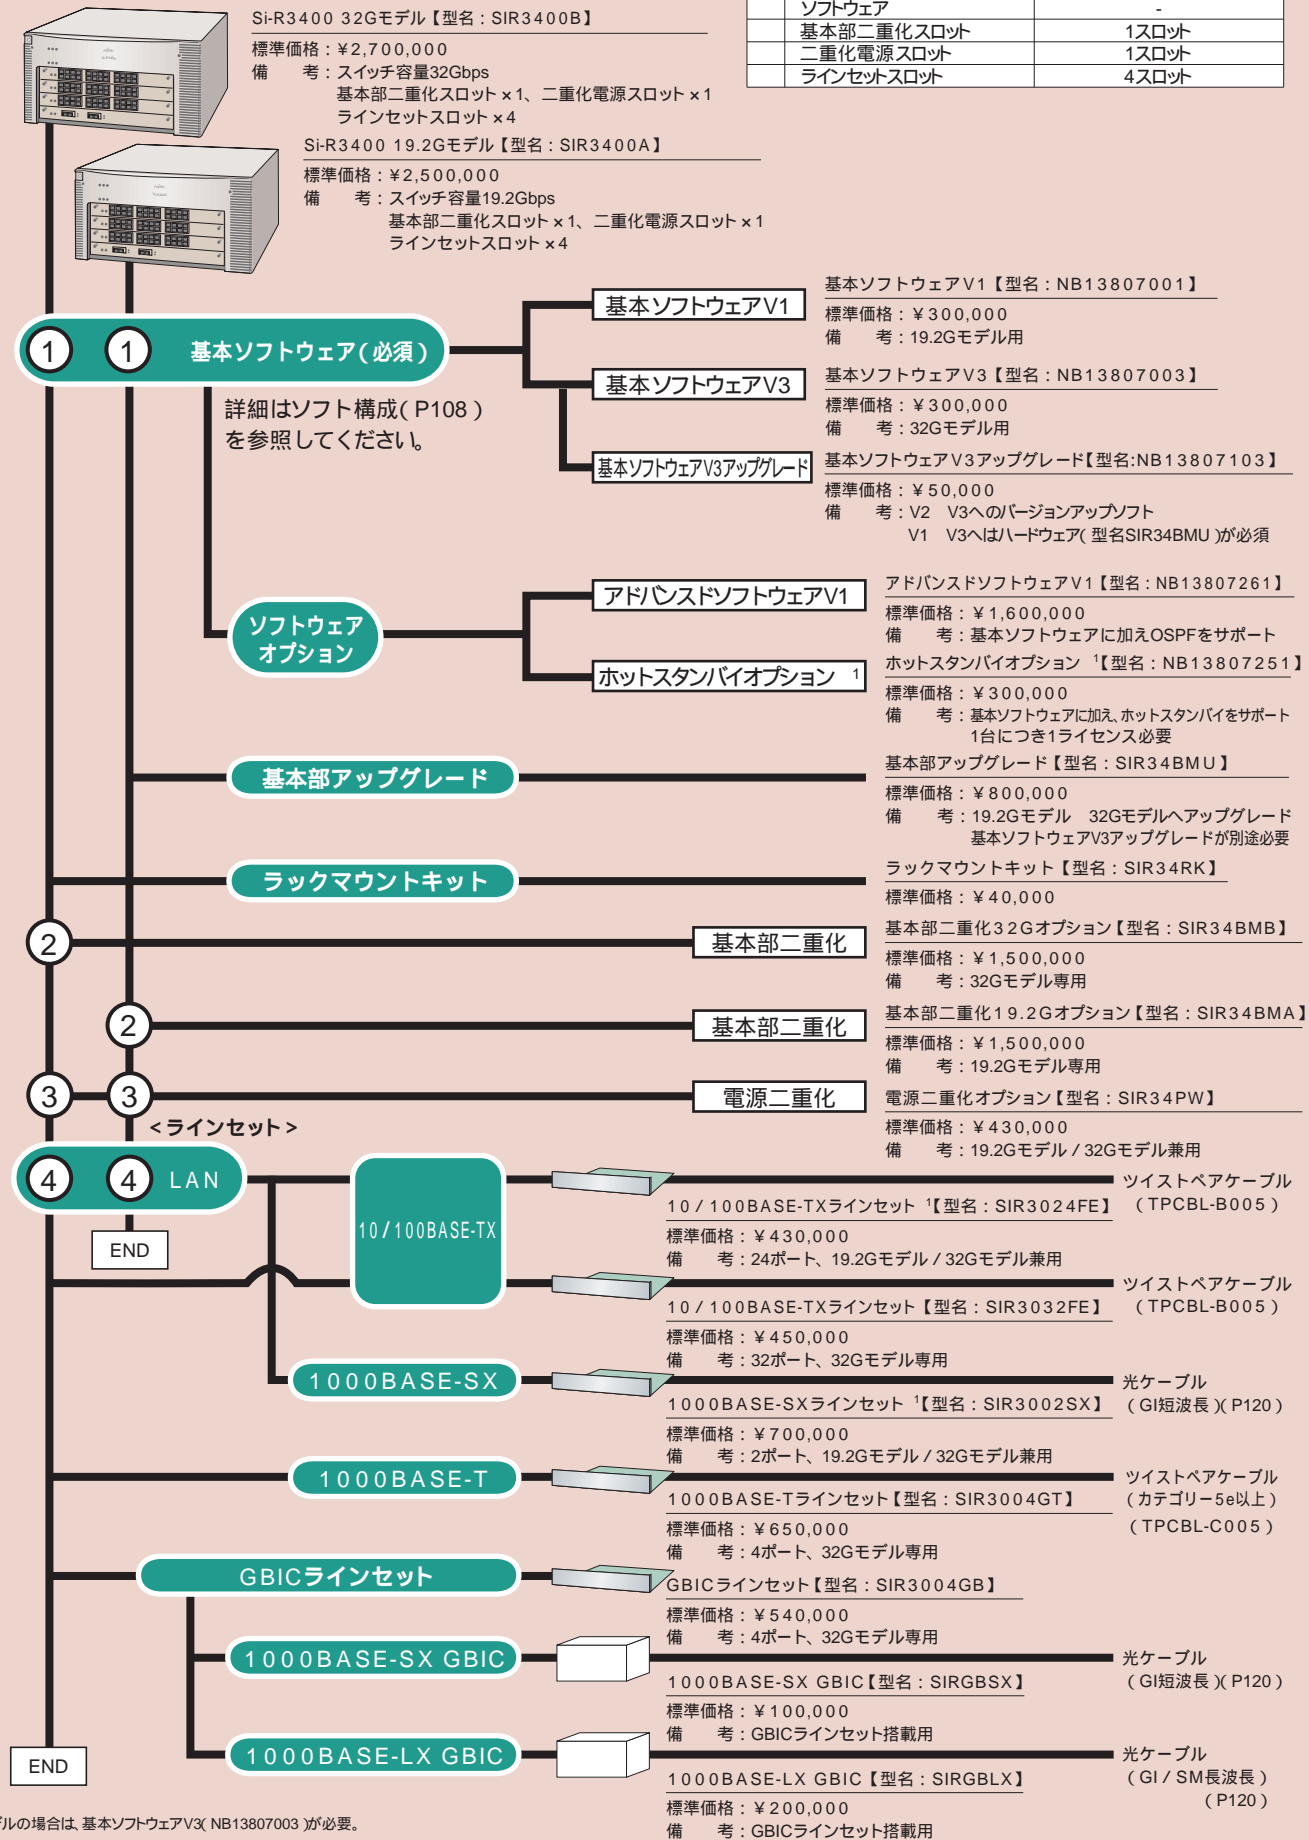 Si-R3400 32Gモデル【型名：SIR3400B】
標準価格：¥2,700,000
備　考：スイッチ容量32Gbps
基本部二重化スロット×1、二重化電源スロット×1
ラインセットスロット×4
ソフトウェア -
基本部二重化スロット 1スロット
二重化電源スロット 1スロット
ラインセットスロット 4スロット
Si-R3400 19.2Gモデル【型名：SIR3400A】
標準価格：¥2,500,000
備　考：スイッチ容量19.2Gbps
基本部二重化スロット×1、二重化電源スロット×1
ラインセットスロット×4
1 1 基本ソフトウェア（必須）
詳細はソフト構成（P108）
を参照してください。
基本ソフトウェアV1
基本ソフトウェアV1【型名：NB13807001】
標準価格：¥300,000
備　考：19.2Gモデル用
基本ソフトウェアV3
基本ソフトウェアV3【型名：NB13807003】
標準価格：¥300,000
備　考：32Gモデル用
基本ソフトウェアV3アップグレード
基本ソフトウェアV3アップグレード【型名:NB13807103】
標準価格：¥50,000
備　考：V2　V3へのバージョンアップソフト
V1　V3へはハードウェア（型名SIR34BMU）が必須
ソフトウェア
オプション
アドバンスドソフトウェアV1
アドバンスドソフトウェアV1【型名：NB13807261】
標準価格：¥1,600,000
備　考：基本ソフトウェアに加えOSPFをサポート
ホットスタンバイオプション 1
ホットスタンバイオプション 1【型名：NB13807251】
標準価格：¥300,000
備　考：基本ソフトウェアに加え、ホットスタンバイをサポート
1台につき1ライセンス必要
基本部アップグレード
基本部アップグレード【型名：SIR34BMU】
標準価格：¥800,000
備　考：19.2Gモデル　32Gモデルへアップグレード
基本ソフトウェアV3アップグレードが別途必要
ラックマウントキット
ラックマウントキット【型名：SIR34RK】
標準価格：¥40,000
2
基本部二重化
基本部二重化32Gオプション【型名：SIR34BMB】
標準価格：¥1,500,000
備　考：32Gモデル専用
2
基本部二重化
基本部二重化19.2Gオプション【型名：SIR34BMA】
標準価格：¥1,500,000
備　考：19.2Gモデル専用
3 3
電源二重化
電源二重化オプション【型名：SIR34PW】
標準価格：¥430,000
備　考：19.2Gモデル/32Gモデル兼用
<ラインセット>
4 4 LAN
END
10/100BASE-TX
10/100BASE-TXラインセット 1【型名：SIR3024FE】
標準価格：¥430,000
備　考：24ポート、19.2Gモデル/32Gモデル兼用
ツイストペアケーブル
（TPCBL-B005）
10/100BASE-TXラインセット【型名：SIR3032FE】
標準価格：¥450,000
備　考：32ポート、32Gモデル専用
ツイストペアケーブル
（TPCBL-B005）
1000BASE-SX
1000BASE-SXラインセット 1【型名：SIR3002SX】
標準価格：¥700,000
備　考：2ポート、19.2Gモデル/32Gモデル兼用
光ケーブル
（GI短波長）（P120）
1000BASE-T
1000BASE-Tラインセット【型名：SIR3004GT】
標準価格：¥650,000
備　考：4ポート、32Gモデル専用
ツイストペアケーブル
（カテゴリー5e以上）
（TPCBL-C005）
GBICラインセット
GBICラインセット【型名：SIR3004GB】
標準価格：¥540,000
備　考：4ポート、32Gモデル専用
1000BASE-SX GBIC
1000BASE-SX GBIC【型名：SIRGBSX】
標準価格：¥100,000
備　考：GBICラインセット搭載用
光ケーブル
（GI短波長）（P120）
1000BASE-LX GBIC
1000BASE-LX GBIC【型名：SIRGBLX】
標準価格：¥200,000
備　考：GBICラインセット搭載用
光ケーブル
（GI/SM長波長）
（P120）
END
デルの場合は、基本ソフトウェアV3（NB13807003）が必要。